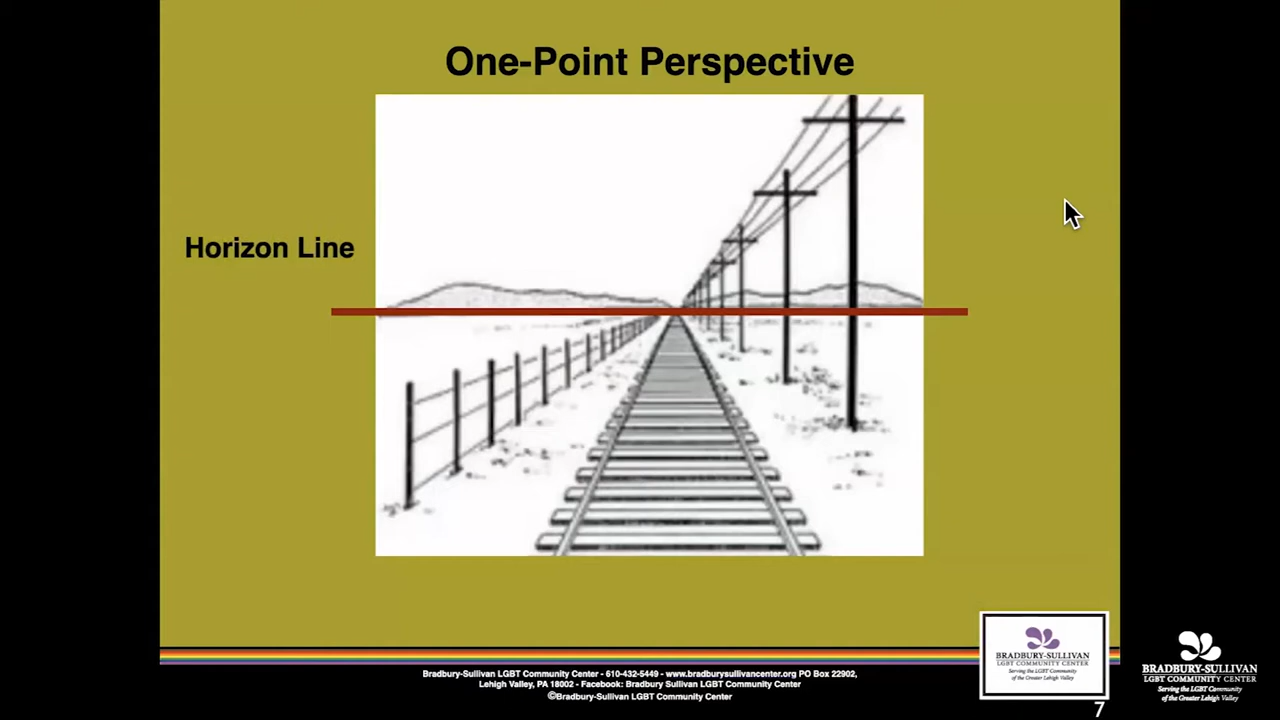 One-Point Perspective
Horizon Line
BRADBURY-SULLIVAN
LGBT COMMUNITY CENTER
Serving the LGBT Community
of the Greater Lehigh Valley
BRADBURY-SULLIVAN
LGBT COMMUNITY CENTER
Serving the LGBT Community
of the Greater Lehigh Valley
Bradbury-Sullivan LGBT Community Center - 610-432-5449 - www.bradburysullivancenter.org PO Box 22902,
Lehigh Valley, PA 18002 - Facebook: Bradbury Sullivan LGBT Community Center
©Bradbury-Sullivan LGBT Community Center
7